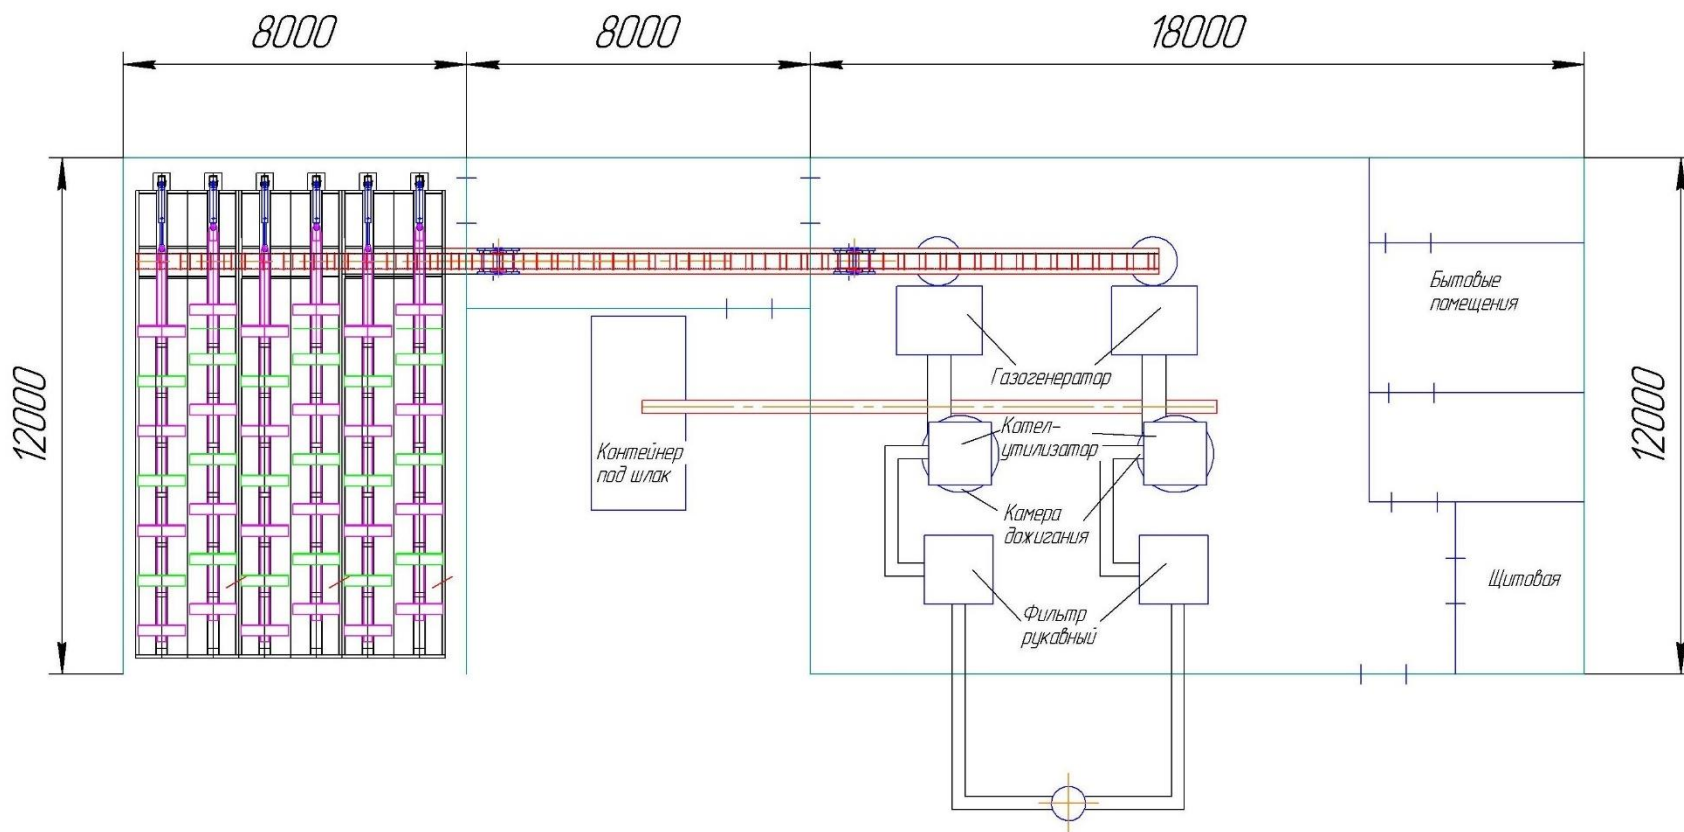 8000
8000
18000
12000
12000
Бытовые
помещения
Газогенератор
Котел-
утилизатор
Контейнер
под шлак
Камера
дожигания
Щитовая
Фильтр
рукавный